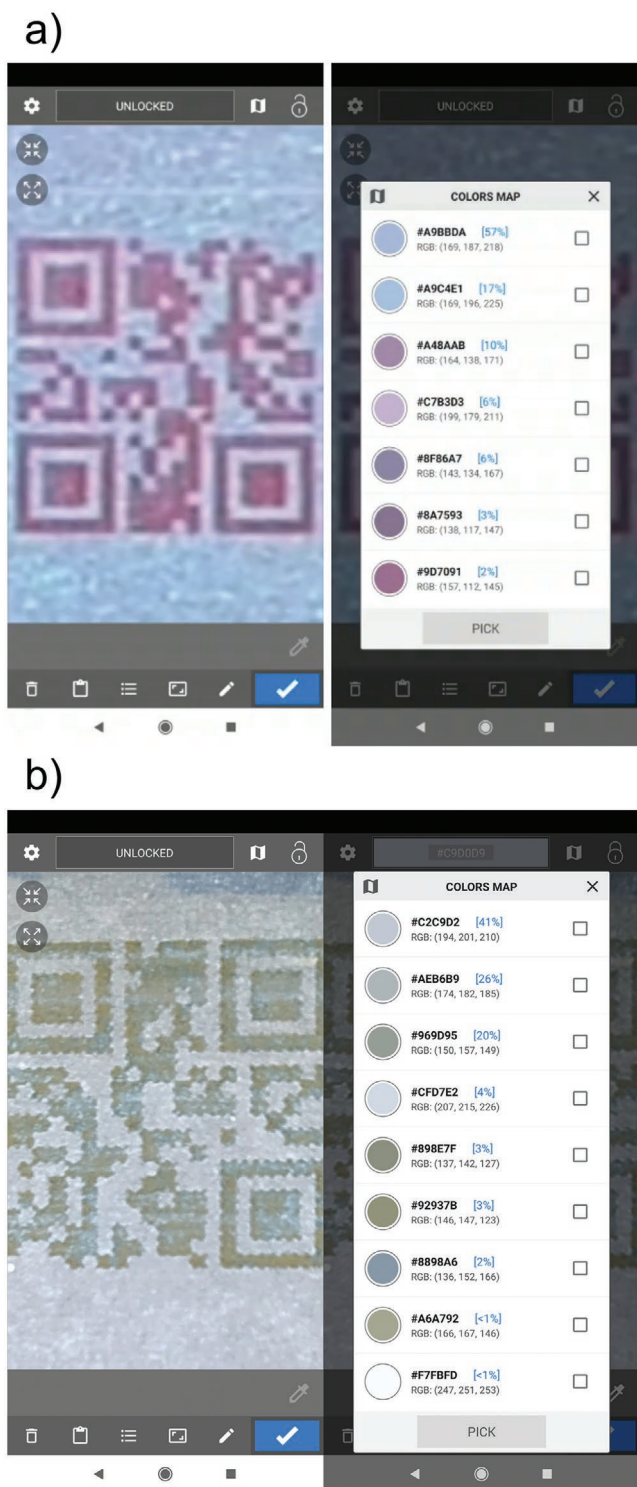 a)
UNLOCKED
UNLOCKED
COLORS MAP
#A9BBDA [57%]
RGB: (169, 187, 218)
#A9C4E1 [17%]
RGB: (169, 196, 225)
#A48AAB [10%]
RGB: (164, 138, 171)
#C7B3D3 [6%]
RGB: (199, 179, 211)
#8F86A7 [6%]
RGB: (143, 134, 167)
#8A7593 [3%]
RGB: (138, 117, 147)
#9D7091 [2%]
RGB: (157, 112, 145)
PICK
b)
UNLOCKED
#C9D0D9
COLORS MAP
#C2C9D2 [41%]
RGB: (194, 201, 210)
#AEB6B9 [26%]
RGB: (174, 182, 185)
#969D95 [20%]
RGB: (150, 157, 149)
#CFD7E2 [4%]
RGB: (207, 215, 226)
#898E7F [3%]
RGB: (137, 142, 127)
#92937B [3%]
RGB: (146, 147, 123)
#8898A6 [2%]
RGB: (136, 152, 166)
#A6A792 [<1%]
RGB: (166, 167, 146)
#F7FBFD [<1%]
RGB: (247, 251, 253)
PICK